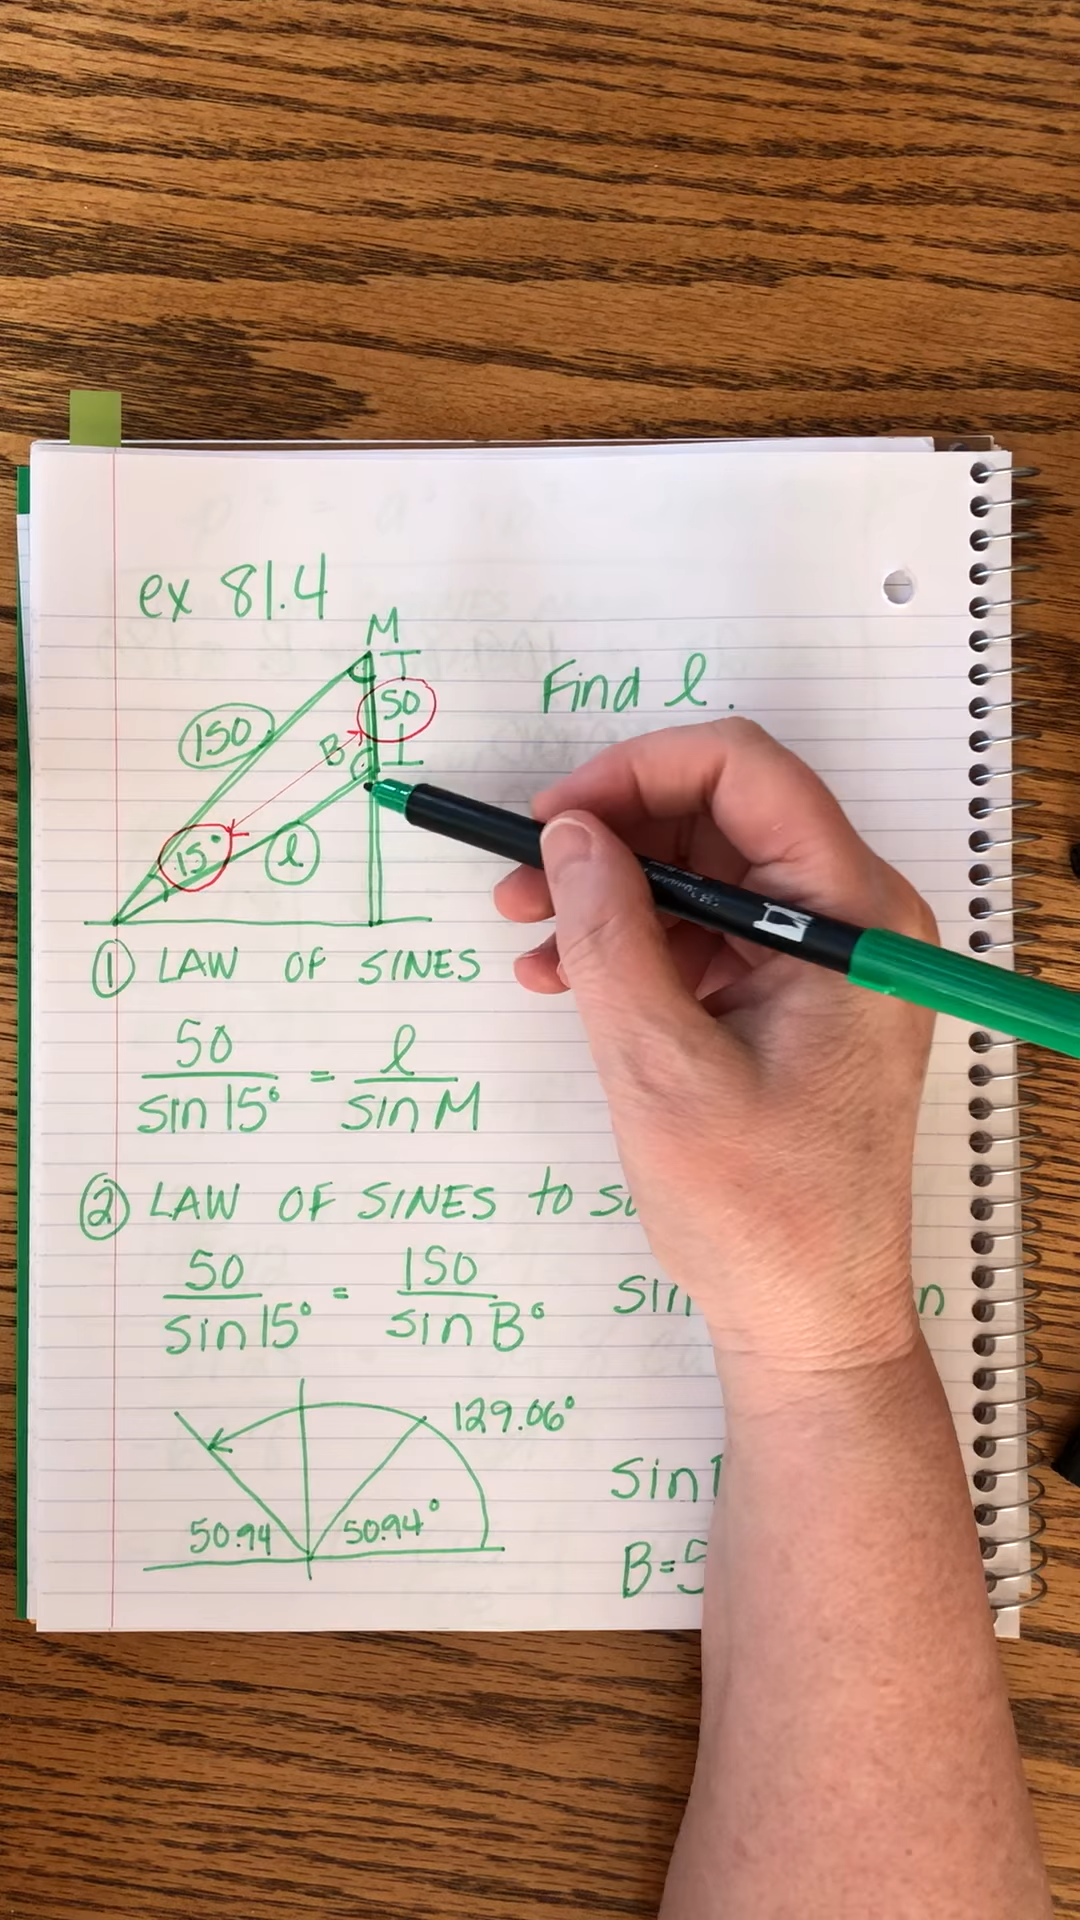 ex 81.4
M
50
Find l.
150
B
15°
l
① LAW OF SINES
50 / sin 15° = l / sin M
② LAW OF SINES to
50 / sin 15° = 150 / sin B°
129.06°
50.94 50.94°
B=